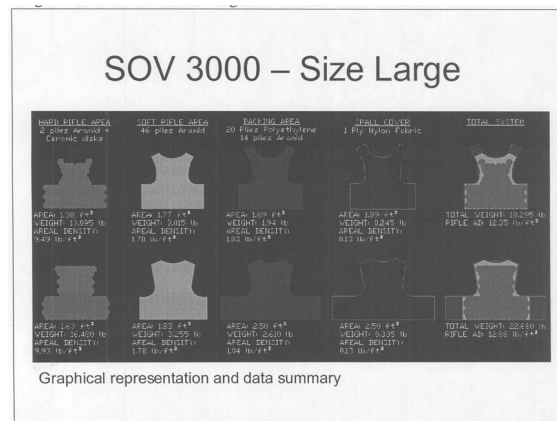 SOV 3000 – Size Large
HARD RIFLE AREA
2 plies Aramid +
Ceramic disks
SOFT RIFLE AREA
46 plies Aramid
BACKING AREA
20 Plies Polyethylene
14 plies Aramid
SPALL COVER
1 Ply Nylon Fabric
TOTAL SYSTEM
AREA: 1.38 ft²
WEIGHT: 13.095 lb
AREAL DENSITY:
9.49 lb/ft²
AREA: 1.77 ft²
WEIGHT: 3.015 lb
AREAL DENSITY:
1.70 lb/ft²
AREA: 1.89 ft²
WEIGHT: 1.94 lb
AREAL DENSITY:
1.03 lb/ft²
AREA: 1.89 ft²
WEIGHT: 0.245 lb
AREAL DENSITY:
0.13 lb/ft²
TOTAL WEIGHT: 18.295 lb
RIFLE AD: 12.35 lb/ft²
AREA: 1.63 ft²
WEIGHT: 16.480 lb
AREAL DENSITY:
9.93 lb/ft²
AREA: 1.83 ft²
WEIGHT: 3.255 lb
AREAL DENSITY:
1.78 lb/ft²
AREA: 2.50 ft²
WEIGHT: 2.610 lb
AREAL DENSITY:
1.04 lb/ft²
AREA: 2.50 ft²
WEIGHT: 0.335 lb
AREAL DENSITY:
0.13 lb/ft²
TOTAL WEIGHT: 22.680 lb
RIFLE AD: 12.88 lb/ft²
Graphical representation and data summary